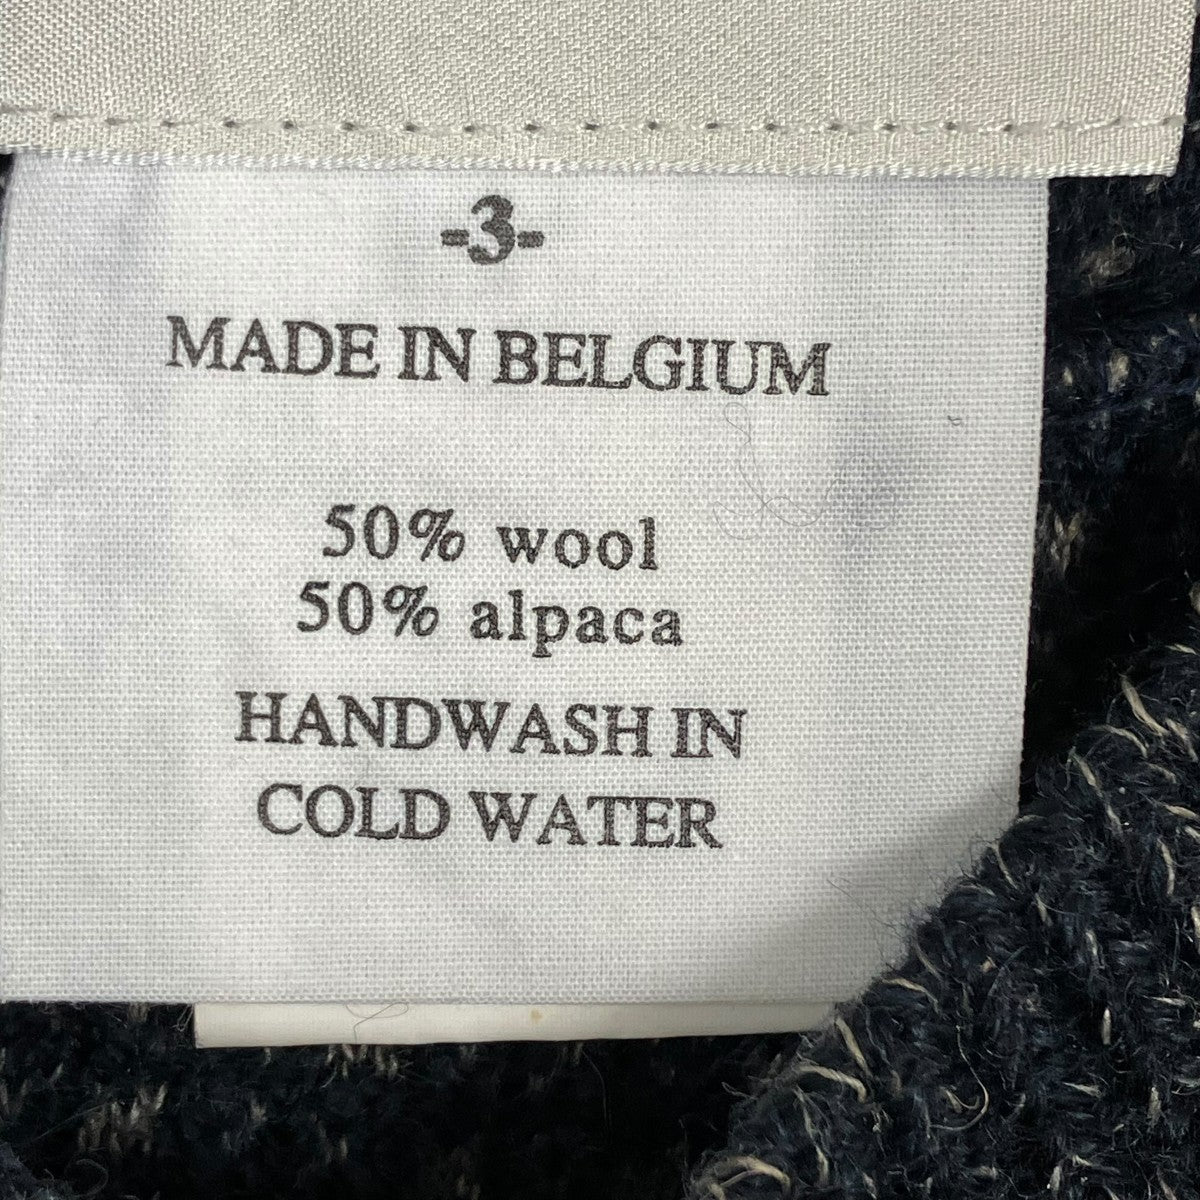 -3-
MADE IN BELGIUM
50% wool
50% alpaca
HANDWASH IN
COLD WATER